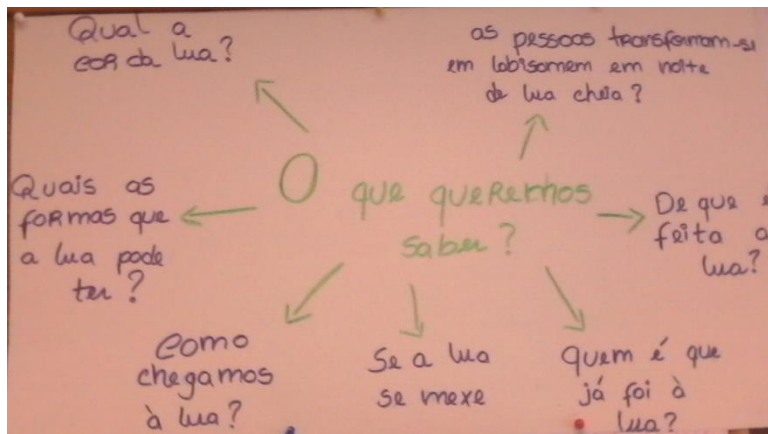 Qual a
cor da lua?
as pessoas transformam-se
em lobisomem em noite
de lua cheia?
O que queremos
saber?
Quais as
formas que
a lua pode
ter?
De que é
feita a
lua?
Como
chegamos
à lua?
Se a lua
se mexe
Quem é que
já foi à
lua?